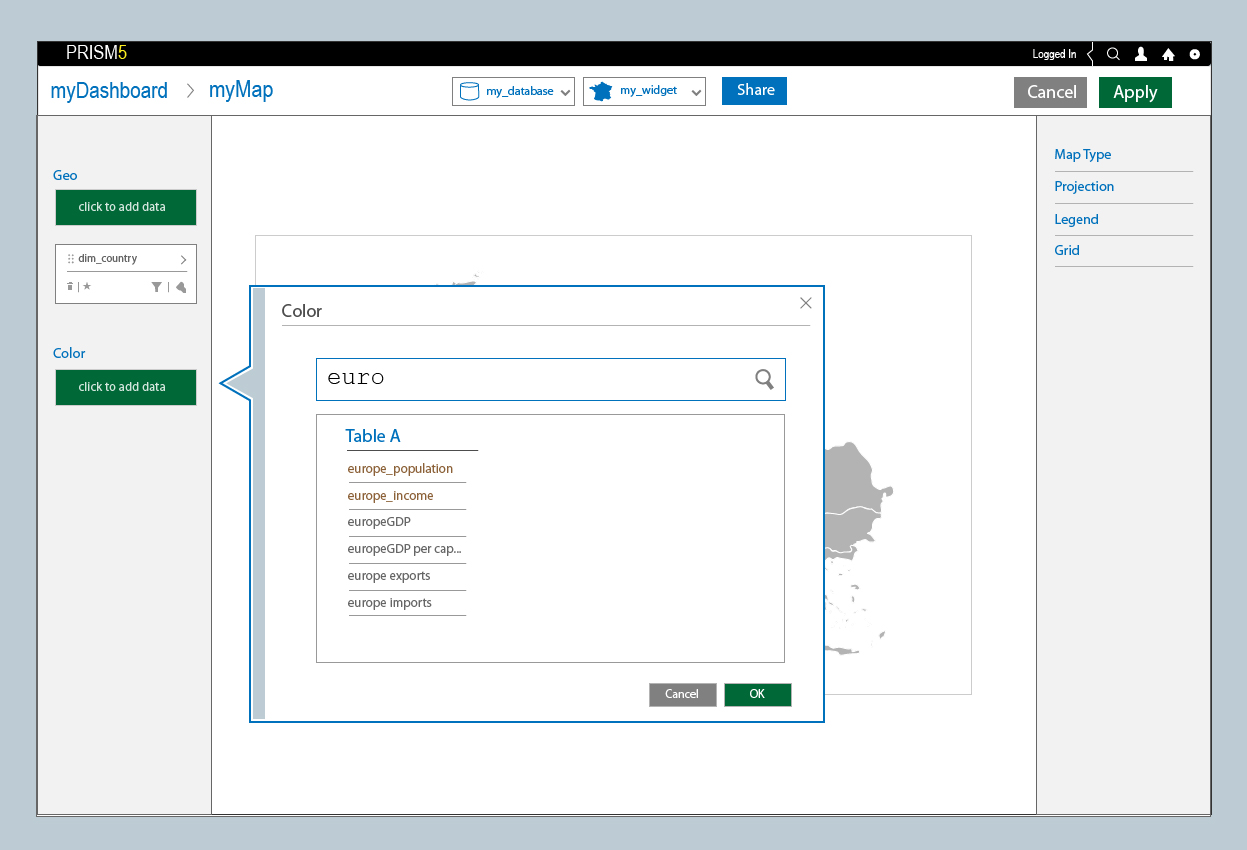 PRISM5
Logged In
myDashboard > myMap
my_database
my_widget
Share
Cancel
Apply
Geo
click to add data
dim_country
Color
click to add data
Color
euro
Table A
europe_population
europe_income
europeGDP
europeGDP per cap...
europe exports
europe imports
Cancel
OK
Map Type
Projection
Legend
Grid